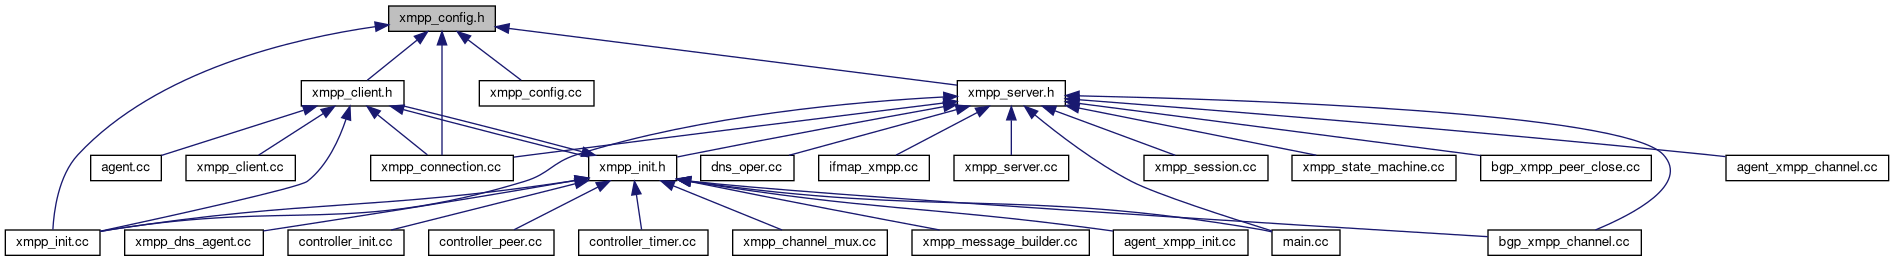 xmpp_config.h
xmpp_client.h
xmpp_config.cc
xmpp_server.h
agent.cc
xmpp_client.cc
xmpp_connection.cc
xmpp_init.h
dns_oper.cc
ifmap_xmpp.cc
xmpp_server.cc
xmpp_session.cc
xmpp_state_machine.cc
bgp_xmpp_peer_close.cc
agent_xmpp_channel.cc
xmpp_init.cc
xmpp_dns_agent.cc
controller_init.cc
controller_peer.cc
controller_timer.cc
xmpp_channel_mux.cc
xmpp_message_builder.cc
agent_xmpp_init.cc
main.cc
bgp_xmpp_channel.cc